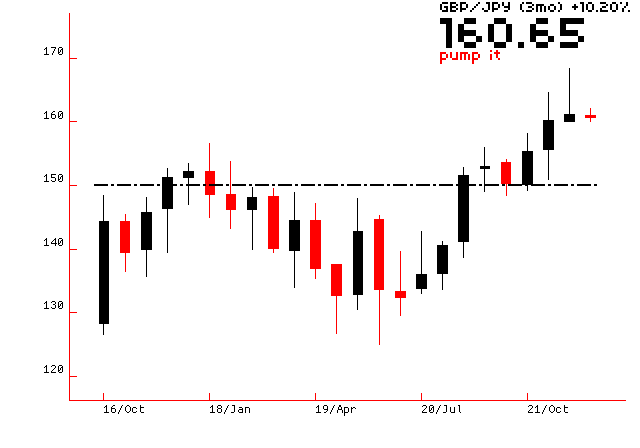 GBP/JPY (3mo) +10.20%
160.65
pump it
170
160
150
140
130
120
16/Oct
18/Jan
19/Apr
20/Jul
21/Oct